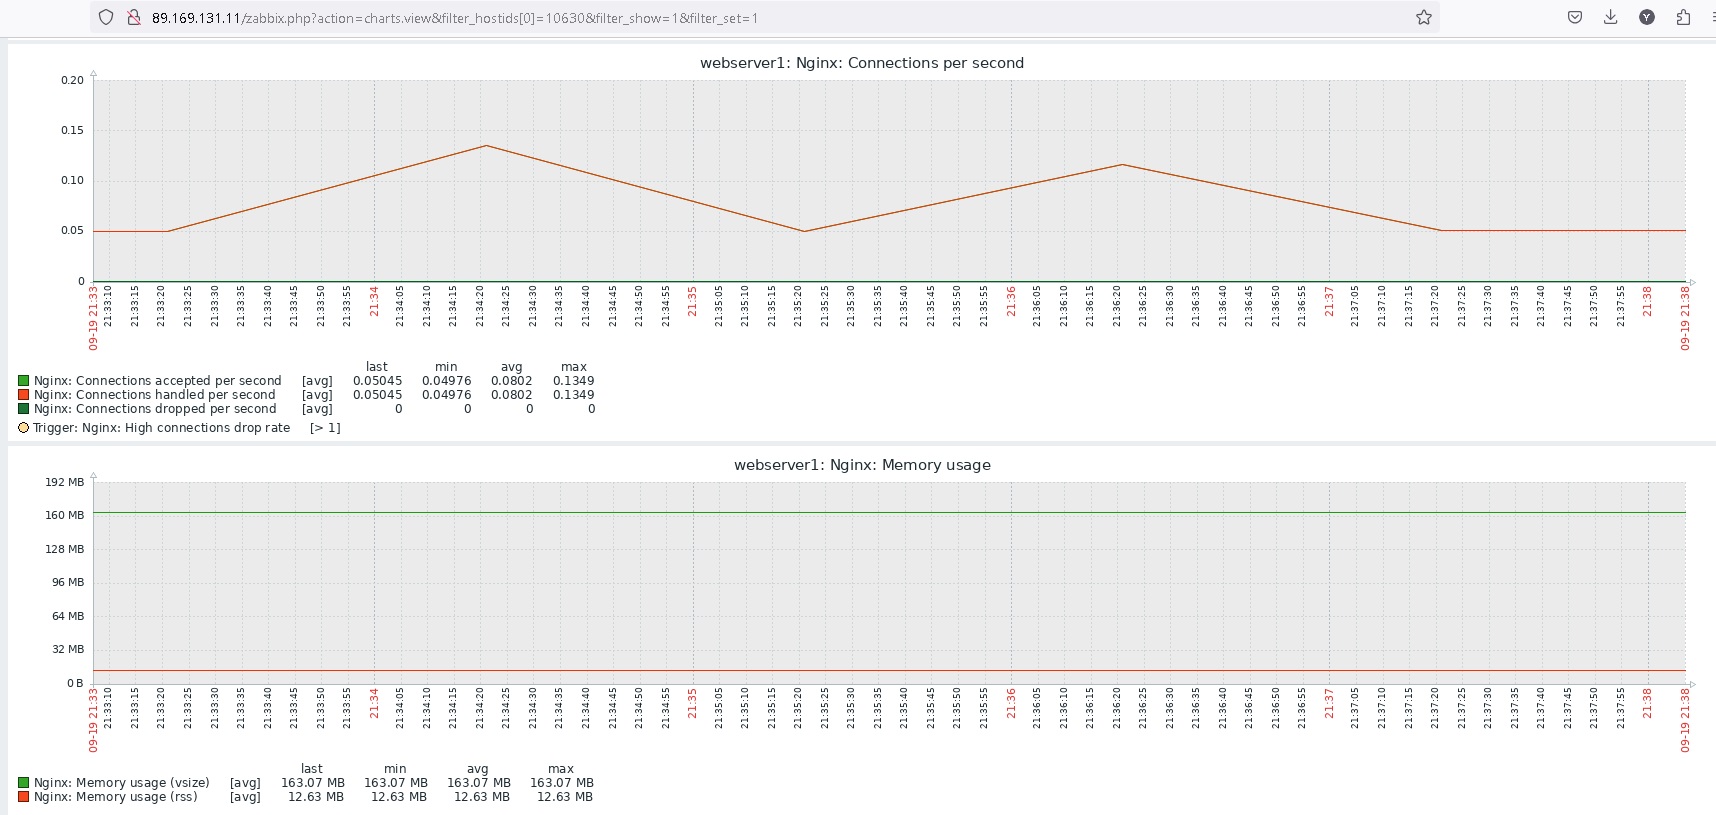 89.169.131.11/zabbix.php?action=charts.view&filter_hostids[0]=10630&filter_show=1&filter_set=1
Y
webserver1: Nginx: Connections per second
0.20
0.15
0.10
0.05
0
09-19 21:33 21:33:10 21:33:15 21:33:20 21:33:25 21:33:30 21:33:35 21:33:40 21:33:45 21:33:50 21:33:55 21:34 21:34:05 21:34:10 21:34:15 21:34:20 21:34:25 21:34:30 21:34:35 21:34:40 21:34:45 21:34:50 21:34:55 21:35 21:35:05 21:35:10 21:35:15 21:35:20 21:35:25 21:35:30 21:35:35 21:35:40 21:35:45 21:35:50 21:35:55 21:36 21:36:05 21:36:10 21:36:15 21:36:20 21:36:25 21:36:30 21:36:35 21:36:40 21:36:45 21:36:50 21:36:55 21:37 21:37:05 21:37:10 21:37:15 21:37:20 21:37:25 21:37:30 21:37:35 21:37:40 21:37:45 21:37:50 21:37:55 21:38 09-19 21:38
last min avg max
Nginx: Connections accepted per second [avg] 0.05045 0.04976 0.0802 0.1349
Nginx: Connections handled per second [avg] 0.05045 0.04976 0.0802 0.1349
Nginx: Connections dropped per second [avg] 0 0 0 0
Trigger: Nginx: High connections drop rate [> 1]
webserver1: Nginx: Memory usage
192 MB
160 MB
128 MB
96 MB
64 MB
32 MB
0 B
09-19 21:33 21:33:10 21:33:15 21:33:20 21:33:25 21:33:30 21:33:35 21:33:40 21:33:45 21:33:50 21:33:55 21:34 21:34:05 21:34:10 21:34:15 21:34:20 21:34:25 21:34:30 21:34:35 21:34:40 21:34:45 21:34:50 21:34:55 21:35 21:35:05 21:35:10 21:35:15 21:35:20 21:35:25 21:35:30 21:35:35 21:35:40 21:35:45 21:35:50 21:35:55 21:36 21:36:05 21:36:10 21:36:15 21:36:20 21:36:25 21:36:30 21:36:35 21:36:40 21:36:45 21:36:50 21:36:55 21:37 21:37:05 21:37:10 21:37:15 21:37:20 21:37:25 21:37:30 21:37:35 21:37:40 21:37:45 21:37:50 21:37:55 21:38 09-19 21:38
last min avg max
Nginx: Memory usage (vsize) [avg] 163.07 MB 163.07 MB 163.07 MB 163.07 MB
Nginx: Memory usage (rss) [avg] 12.63 MB 12.63 MB 12.63 MB 12.63 MB